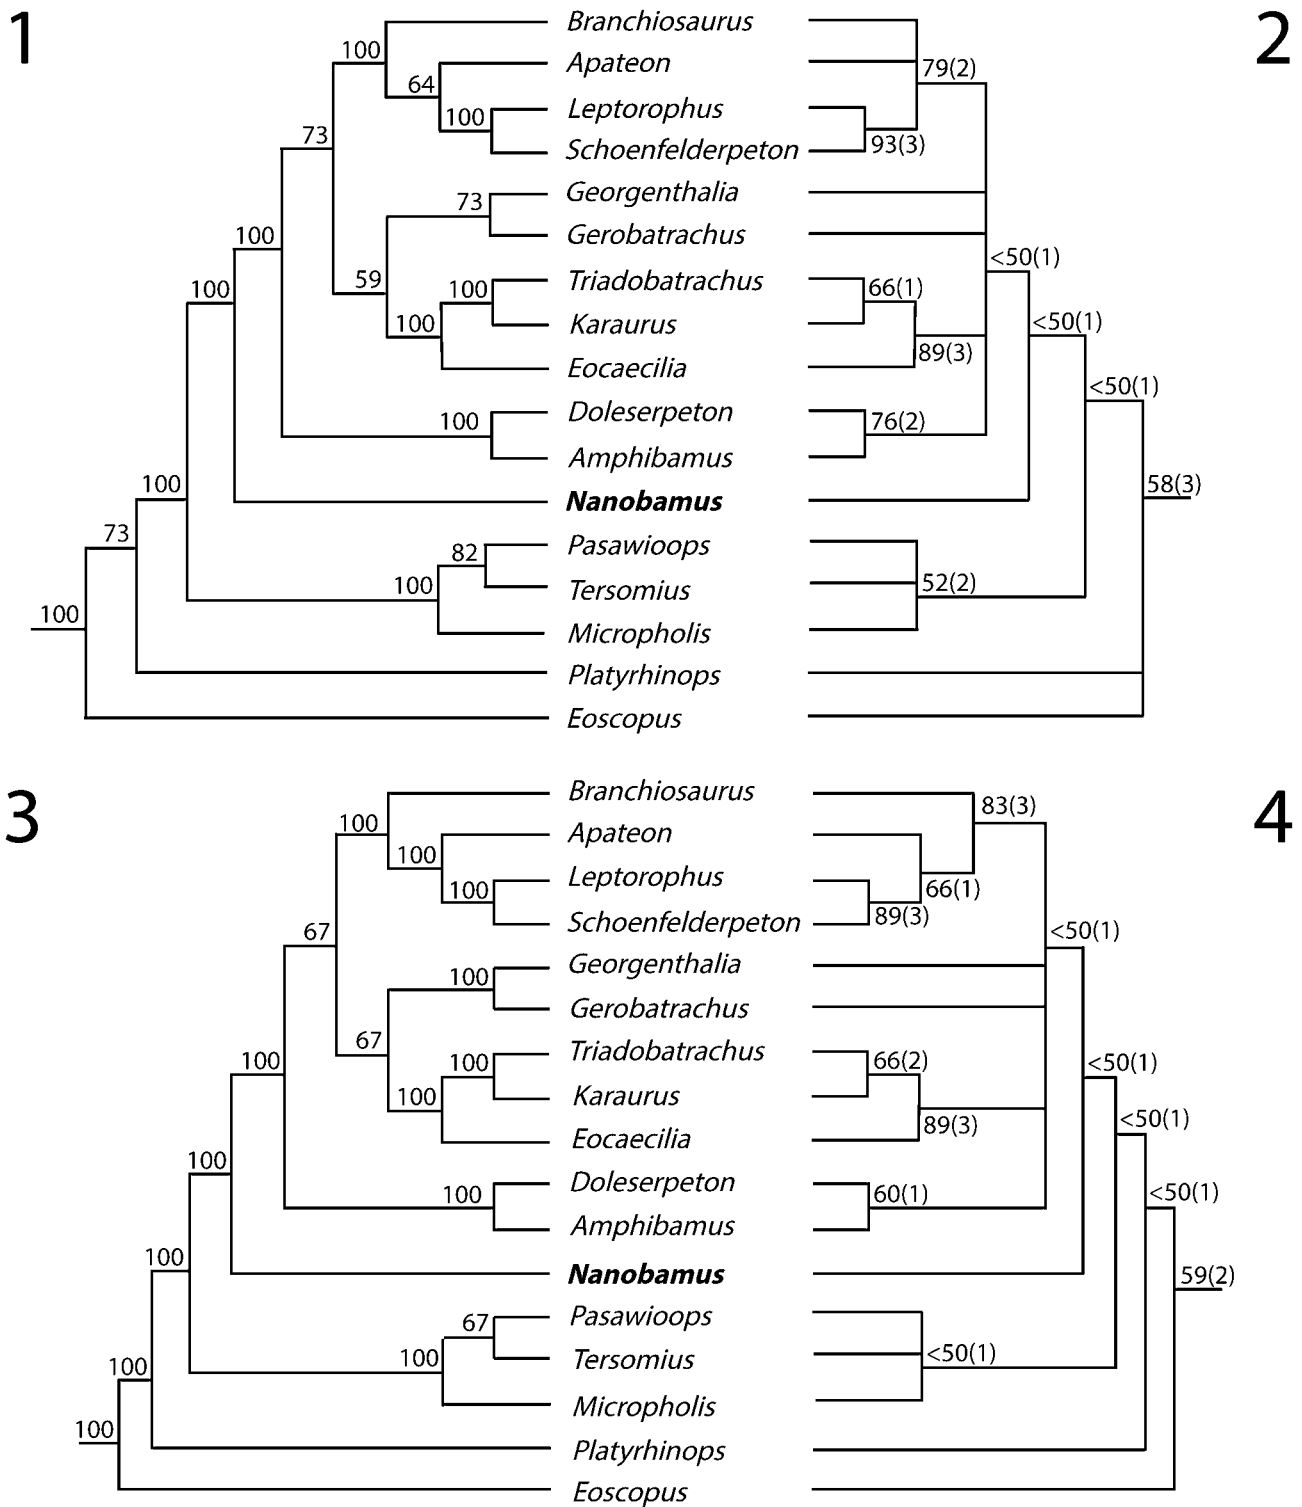 1
2
Branchiosaurus
100
Apateon
79(2)
64
Leptorophus
100
Schoenfelderpeton
93(3)
73
Georgenthalia
73
Gerobatrachus
100
<50(1)
59
Triadobatrachus
100
66(1)
100
Karaurus
100
<50(1)
Eocaecilia
89(3)
<50(1)
Doleserpeton
100
76(2)
Amphibamus
100
Nanobamus
58(3)
73
Pasawioops
82
Tersomius
100
52(2)
100
Micropholis
Platyrhinops
Eoscopus
3
4
Branchiosaurus
83(3)
100
Apateon
100
Leptorophus
100
66(1)
Schoenfelderpeton
89(3)
67
<50(1)
Georgenthalia
100
Gerobatrachus
67
Triadobatrachus
100
66(2)
100
<50(1)
Karaurus
100
Eocaecilia
89(3)
<50(1)
100
Doleserpeton
100
60(1)
<50(1)
Amphibamus
100
Nanobamus
59(2)
Pasawioops
67
Tersomius
100
<50(1)
100
Micropholis
100
Platyrhinops
Eoscopus